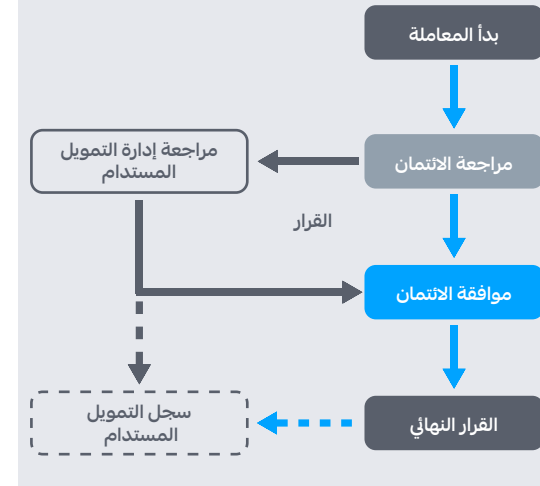 بدأ المعاملة
مراجعة الائتمان
مراجعة إدارة التمويل
المستدام
القرار
موافقة الائتمان
القرار النهائي
سجل التمويل
المستدام